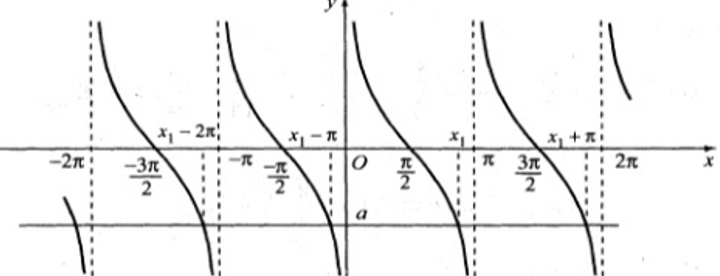 y
x₁ − 2π x₁ − π x₁ x₁ + π
−2π −3π/2 −π −π/2 O π/2 π 3π/2 2π x
a